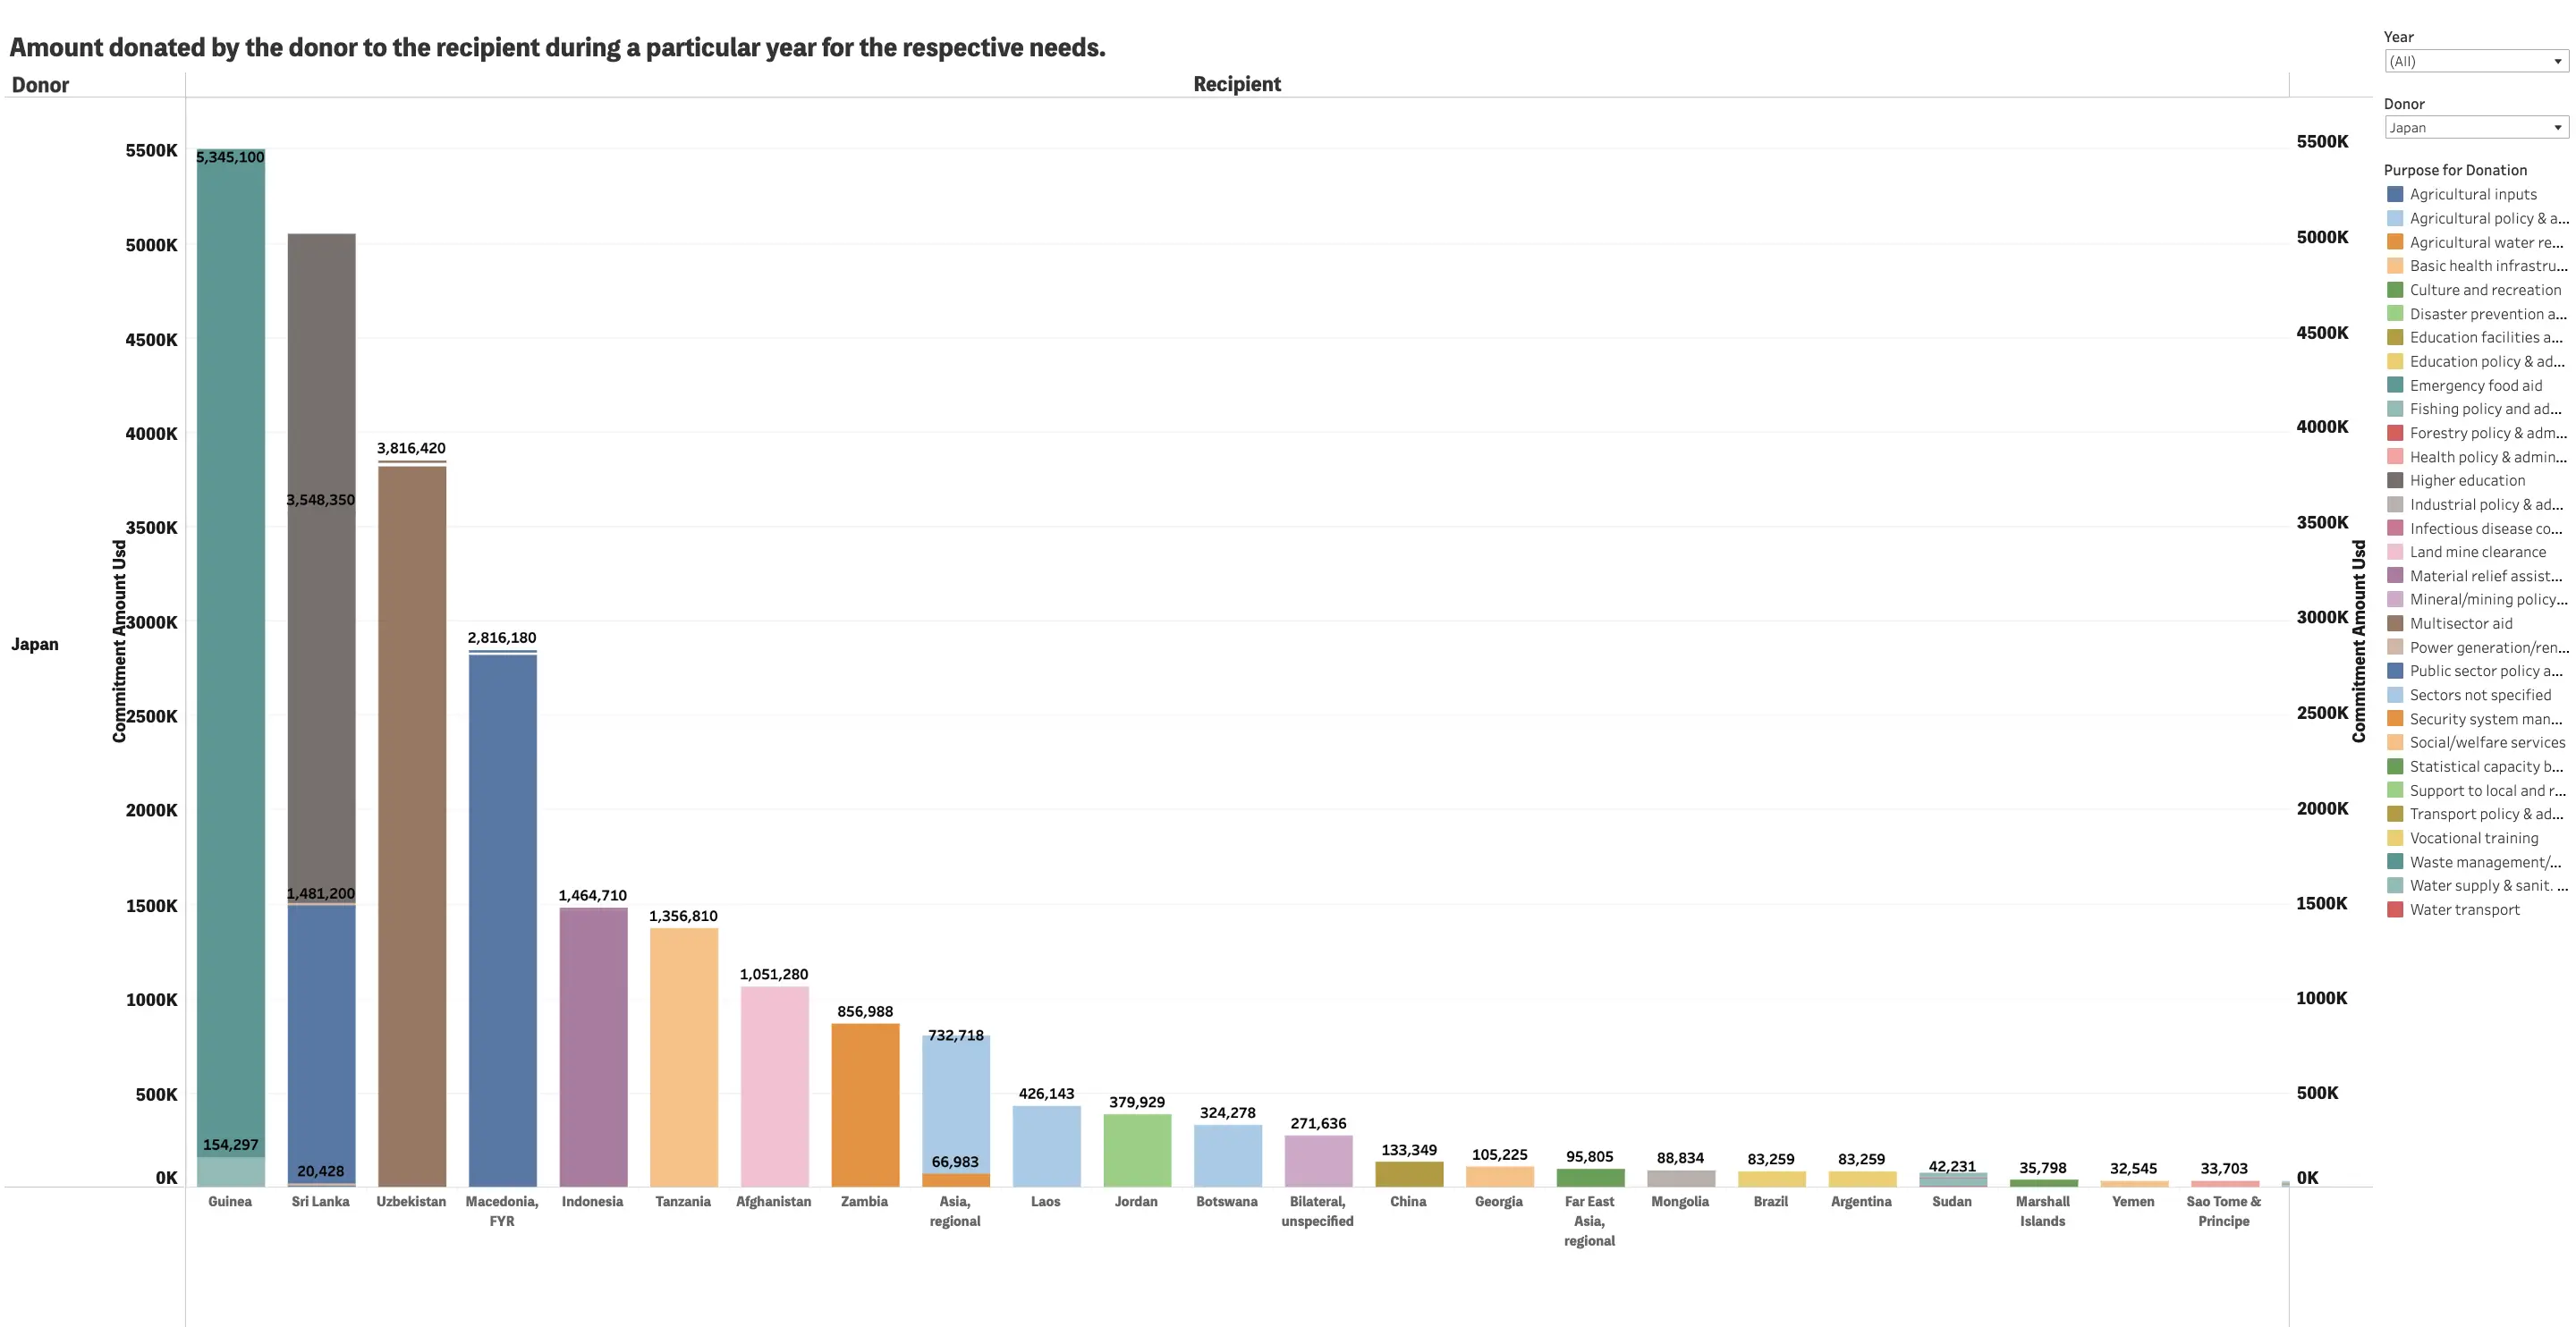 Amount donated by the donor to the recipient during a particular year for the respective needs.
Donor
Recipient
Japan
Commitment Amount Usd
5500K
5000K
4500K
4000K
3500K
3000K
2500K
2000K
1500K
1000K
500K
0K
5,345,100
154,297
3,548,350
1,481,200
20,428
3,816,420
2,816,180
1,464,710
1,356,810
1,051,280
856,988
732,718
66,983
426,143
379,929
324,278
271,636
133,349
105,225
95,805
88,834
83,259
83,259
42,231
35,798
32,545
33,703
Guinea
Sri Lanka
Uzbekistan
Macedonia,
FYR
Indonesia
Tanzania
Afghanistan
Zambia
Asia,
regional
Laos
Jordan
Botswana
Bilateral,
unspecified
China
Georgia
Far East
Asia,
regional
Mongolia
Brazil
Argentina
Sudan
Marshall
Islands
Yemen
Sao Tome &
Principe
5500K
5000K
4500K
4000K
3500K
3000K
2500K
2000K
1500K
1000K
500K
0K
Commitment Amount Usd
Year
(All)
Donor
Japan
Purpose for Donation
Agricultural inputs
Agricultural policy & a...
Agricultural water re...
Basic health infrastru...
Culture and recreation
Disaster prevention a...
Education facilities a...
Education policy & ad...
Emergency food aid
Fishing policy and ad...
Forestry policy & adm...
Health policy & admin...
Higher education
Industrial policy & ad...
Infectious disease co...
Land mine clearance
Material relief assist...
Mineral/mining policy...
Multisector aid
Power generation/ren...
Public sector policy a...
Sectors not specified
Security system man...
Social/welfare services
Statistical capacity b...
Support to local and r...
Transport policy & ad...
Vocational training
Waste management/...
Water supply & sanit. ...
Water transport